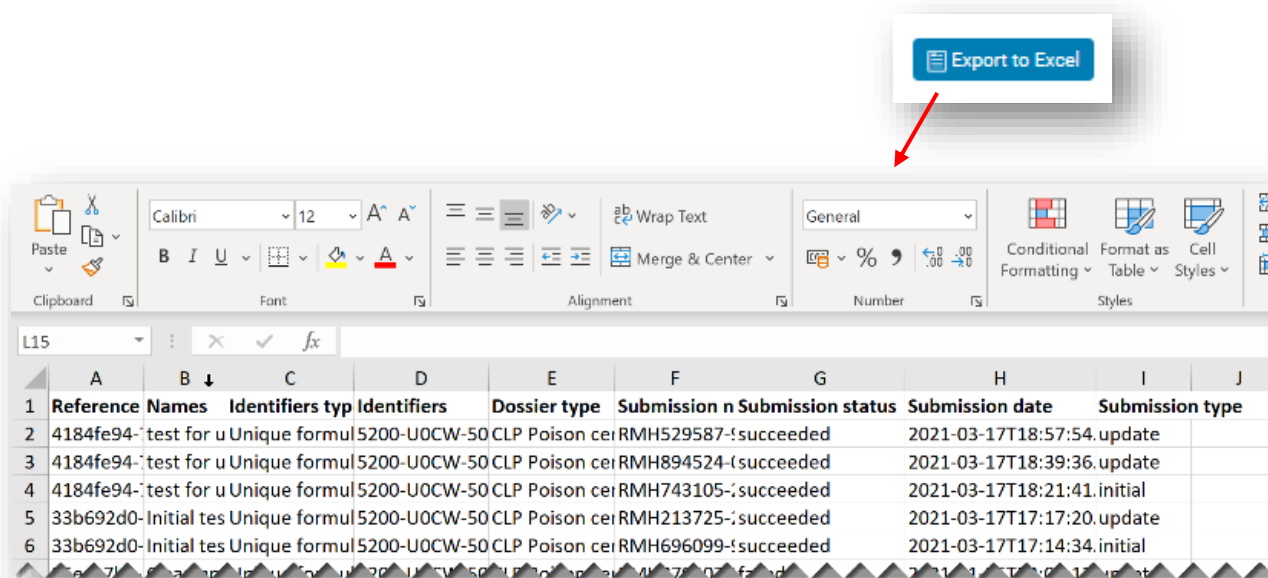 Export to Excel
Calibri 12 A^ A˅ ab Wrap Text General
Paste B I U A Merge & Center % 9 .00 .00 Conditional Formatting Format as Table Cell Styles
Clipboard Font Alignment Number Styles
L15 fx
A B C D E F G H I J
1 Reference Names Identifiers typ Identifiers Dossier type Submission n Submission status Submission date Submission type
2 4184fe94- test for u Unique formul 5200-U0CW-50 CLP Poison cer RMH529587- succeeded 2021-03-17T18:57:54. update
3 4184fe94- test for u Unique formul 5200-U0CW-50 CLP Poison cer RMH894524- succeeded 2021-03-17T18:39:36. update
4 4184fe94- test for u Unique formul 5200-U0CW-50 CLP Poison cer RMH743105- succeeded 2021-03-17T18:21:41. initial
5 33b692d0- Initial tes Unique formul 5200-U0CW-50 CLP Poison cer RMH213725- succeeded 2021-03-17T17:17:20. update
6 33b692d0- Initial tes Unique formul 5200-U0CW-50 CLP Poison cer RMH696099- succeeded 2021-03-17T17:14:34. initial